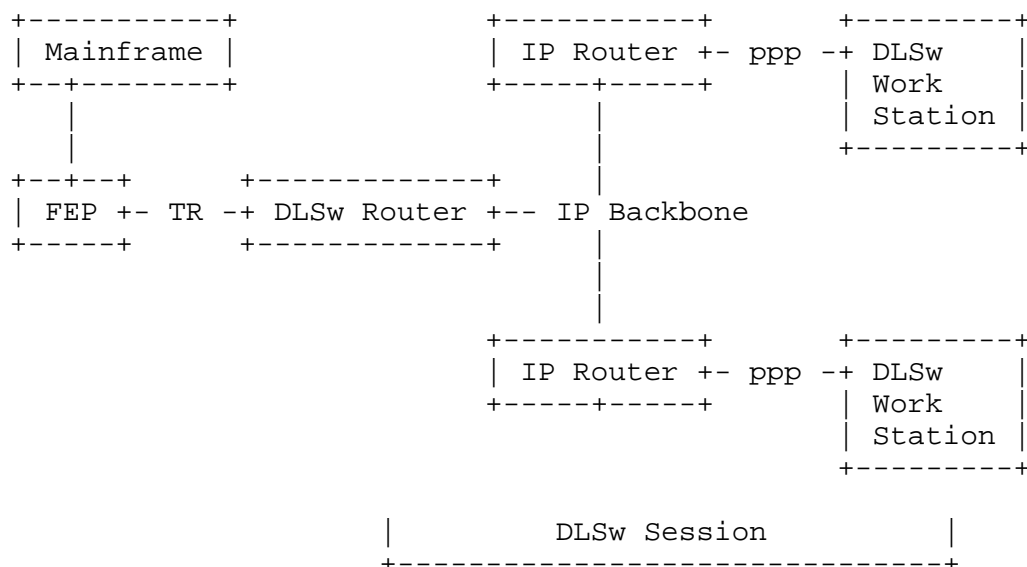 Mainframe IP Router ppp DLSw
Work
Station
FEP TR DLSw Router IP Backbone
IP Router ppp DLSw
Work
Station
DLSw Session